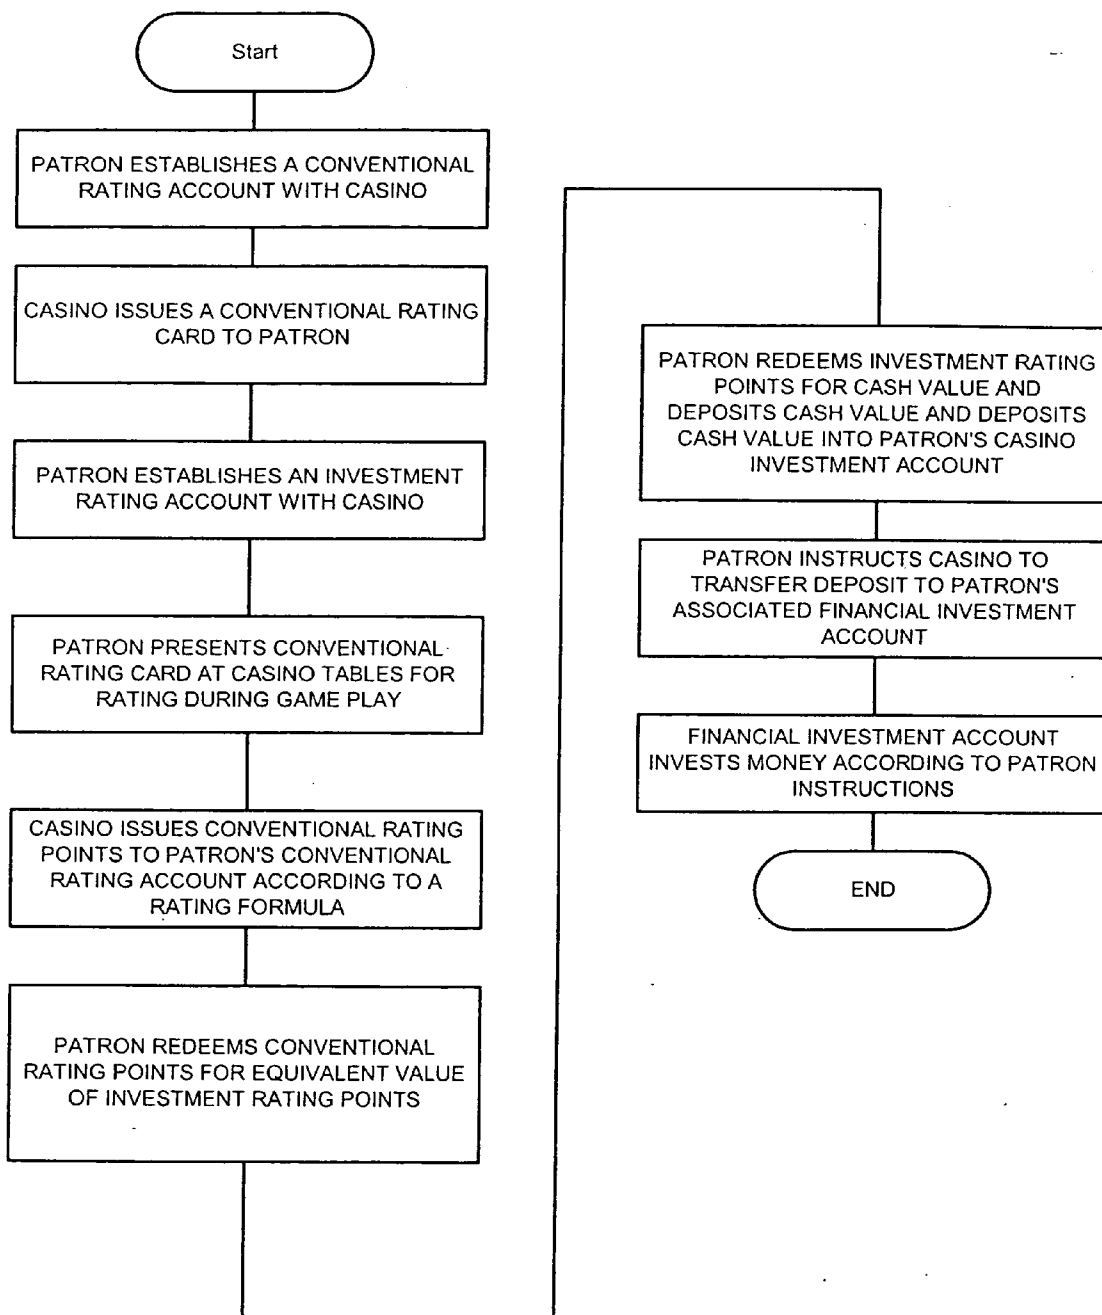 Start
PATRON ESTABLISHES A CONVENTIONAL
RATING ACCOUNT WITH CASINO
CASINO ISSUES A CONVENTIONAL RATING
CARD TO PATRON
PATRON ESTABLISHES AN INVESTMENT
RATING ACCOUNT WITH CASINO
PATRON PRESENTS CONVENTIONAL
RATING CARD AT CASINO TABLES FOR
RATING DURING GAME PLAY
CASINO ISSUES CONVENTIONAL RATING
POINTS TO PATRON'S CONVENTIONAL
RATING ACCOUNT ACCORDING TO A
RATING FORMULA
PATRON REDEEMS CONVENTIONAL
RATING POINTS FOR EQUIVALENT VALUE
OF INVESTMENT RATING POINTS
PATRON REDEEMS INVESTMENT RATING
POINTS FOR CASH VALUE AND
DEPOSITS CASH VALUE AND DEPOSITS
CASH VALUE INTO PATRON'S CASINO
INVESTMENT ACCOUNT
PATRON INSTRUCTS CASINO TO
TRANSFER DEPOSIT TO PATRON'S
ASSOCIATED FINANCIAL INVESTMENT
ACCOUNT
FINANCIAL INVESTMENT ACCOUNT
INVESTS MONEY ACCORDING TO PATRON
INSTRUCTIONS
END